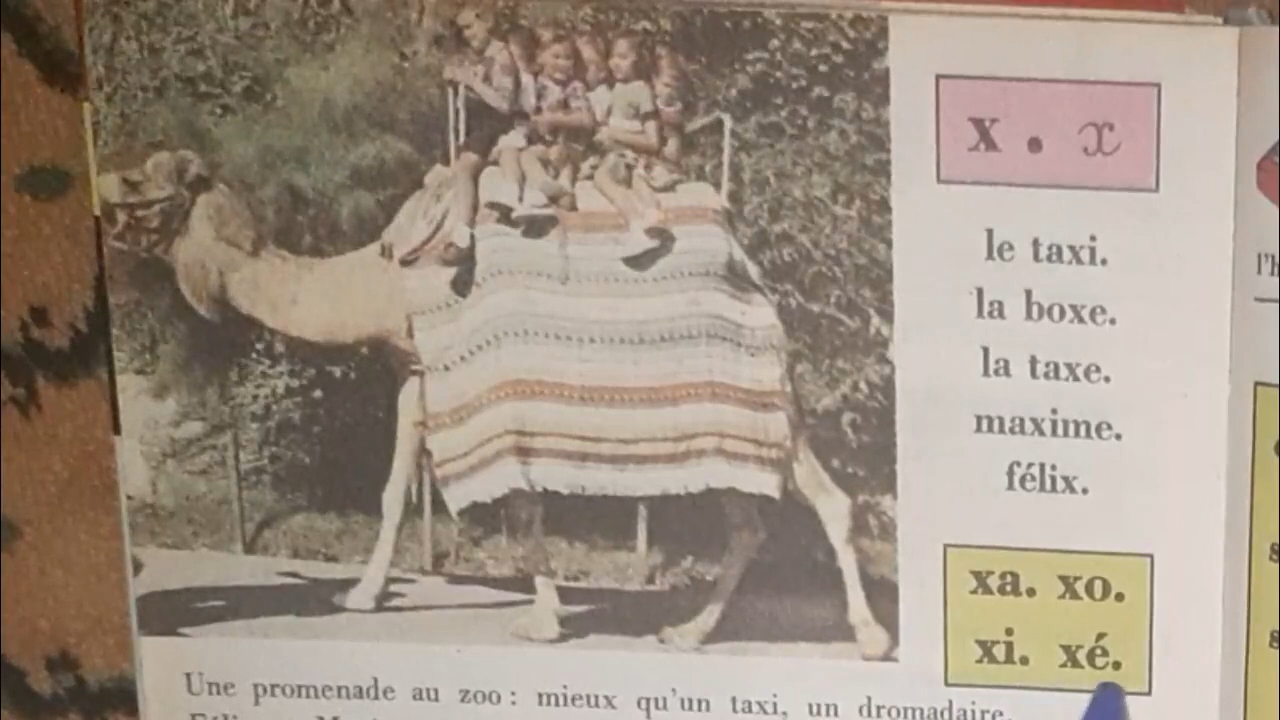 x . x
le taxi.
la boxe.
la taxe.
maxime.
félix.
xa. xo.
xi. xé.
Une promenade au zoo : mieux qu'un taxi, un dromadaire.